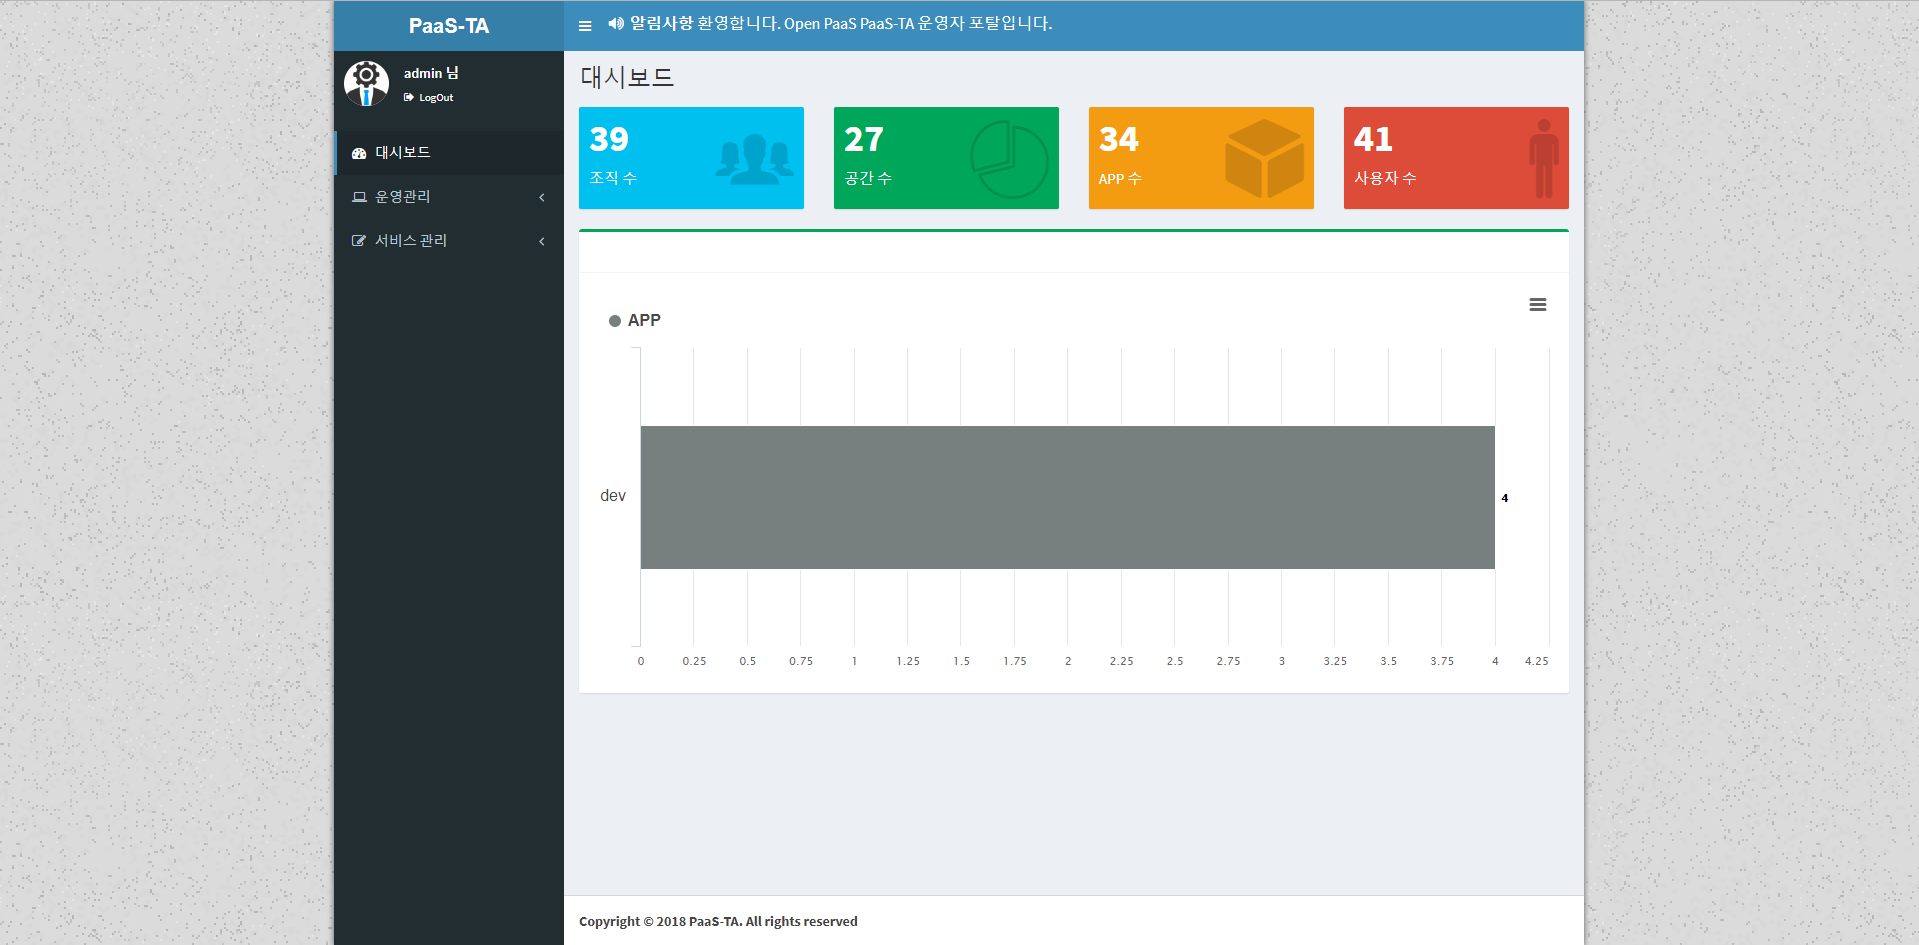 PaaS-TA
알림사항 환영합니다. Open PaaS PaaS-TA 운영자 포탈입니다.
admin 님
LogOut
대시보드
운영관리
서비스 관리
대시보드
39
조직 수
27
공간 수
34
APP 수
41
사용자 수
APP
dev
4
0 0.25 0.5 0.75 1 1.25 1.5 1.75 2 2.25 2.5 2.75 3 3.25 3.5 3.75 4 4.25
Copyright © 2018 PaaS-TA. All rights reserved